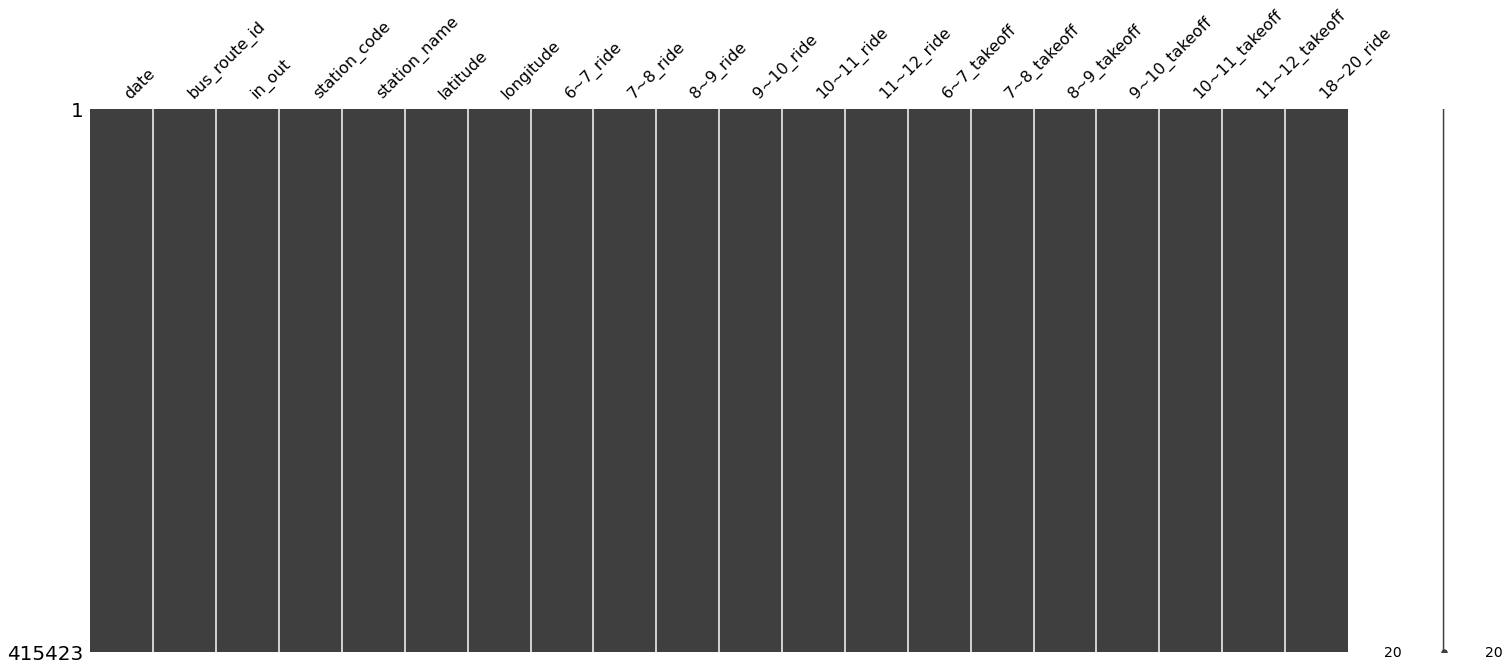 date
bus_route_id
in_out
station_code
station_name
latitude
longitude
6~7_ride
7~8_ride
8~9_ride
9~10_ride
10~11_ride
11~12_ride
6~7_takeoff
7~8_takeoff
8~9_takeoff
9~10_takeoff
10~11_takeoff
11~12_takeoff
18~20_ride
1
415423
20
20